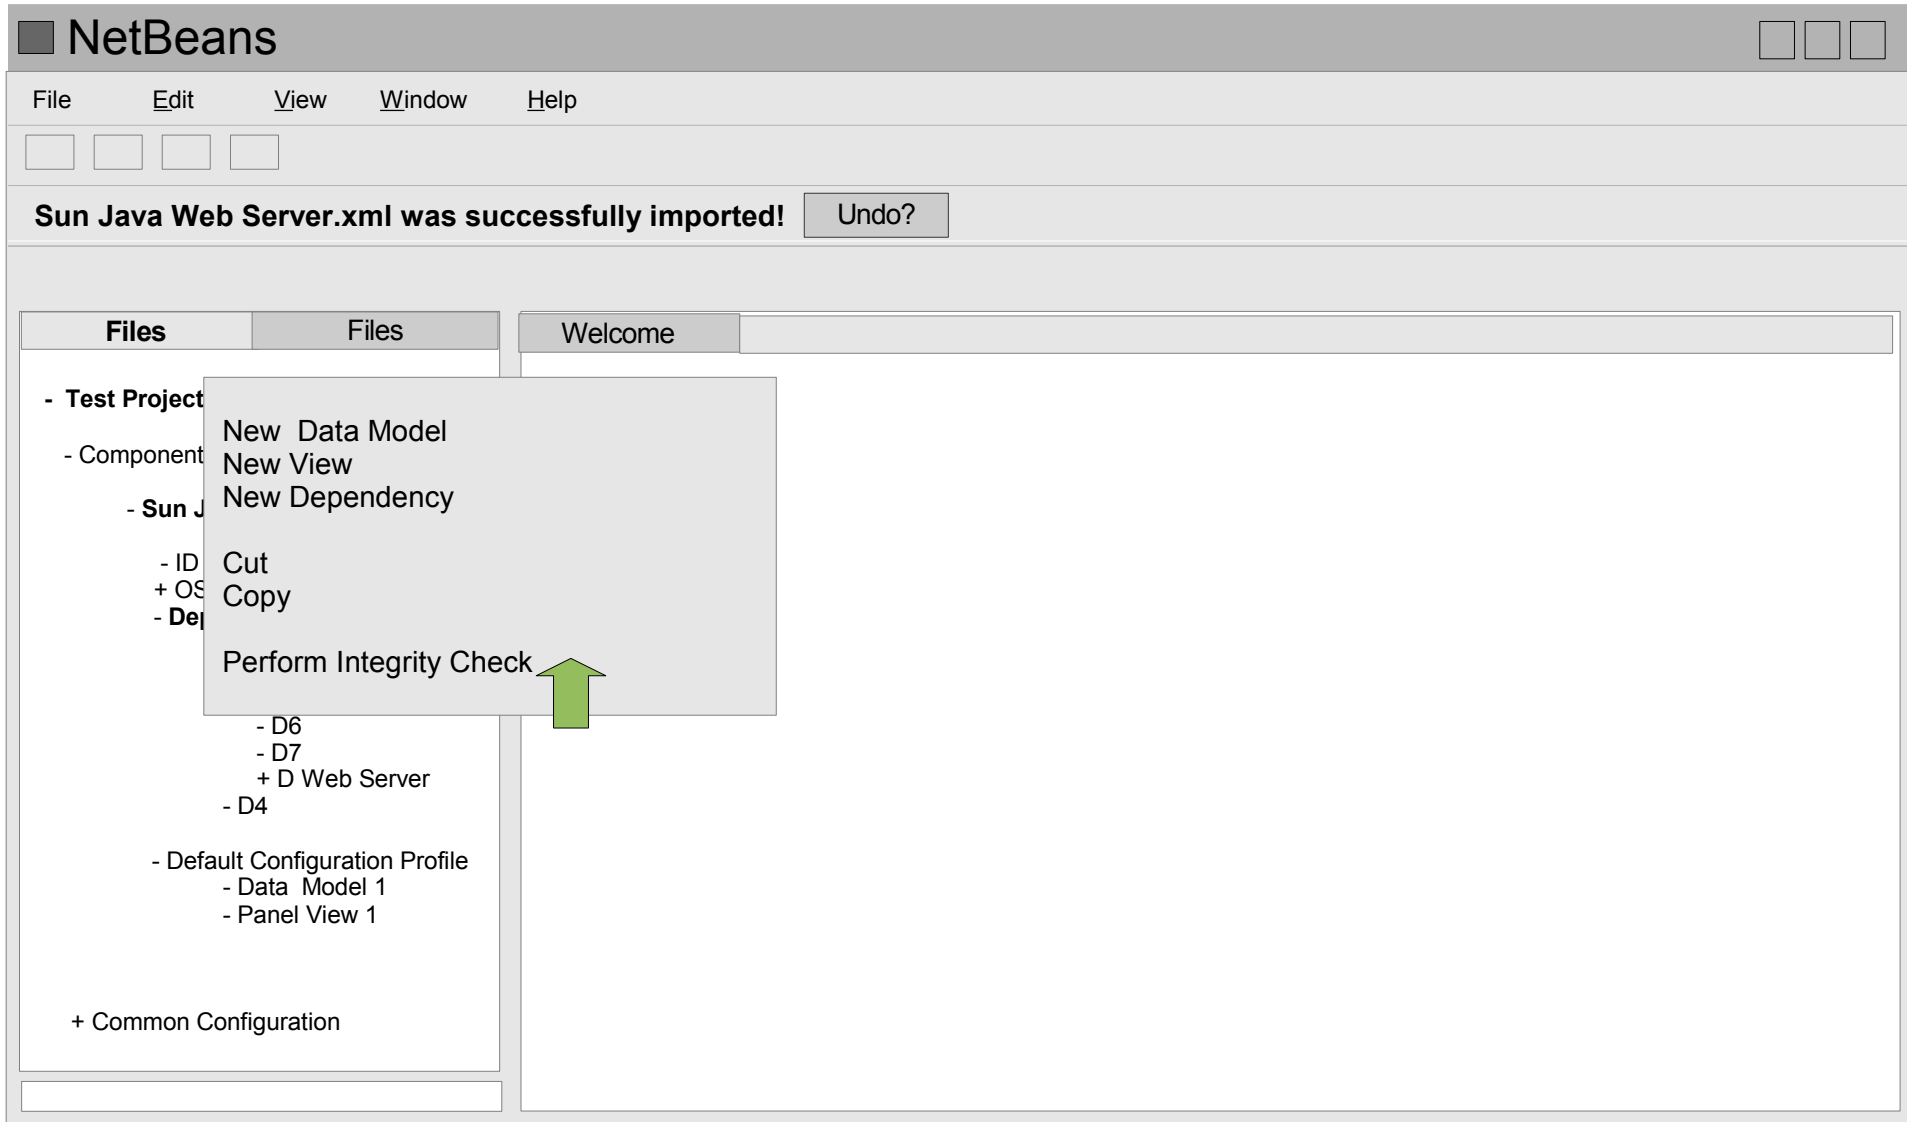 NetBeans
File Edit View Window Help
Sun Java Web Server.xml was successfully imported! Undo?
Files Files Welcome
- Test Project
- Component
- Sun J
- ID
+ OS
- Dep
New  Data Model
New View
New Dependency
Cut
Copy
Perform Integrity Check
- D6
- D7
+ D Web Server
- D4
- Default Configuration Profile
- Data  Model 1
- Panel View 1
+ Common Configuration